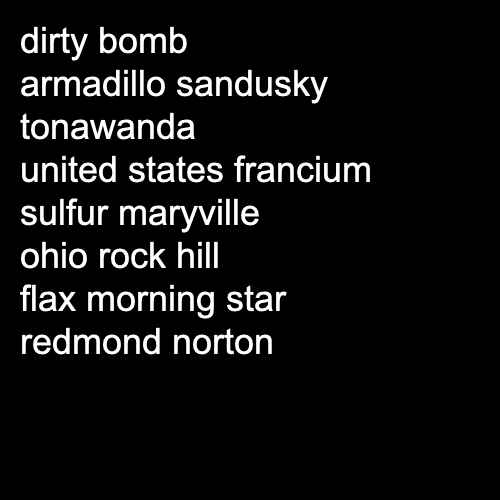 dirty bomb
armadillo sandusky
tonawanda
united states francium
sulfur maryville
ohio rock hill
flax morning star
redmond norton